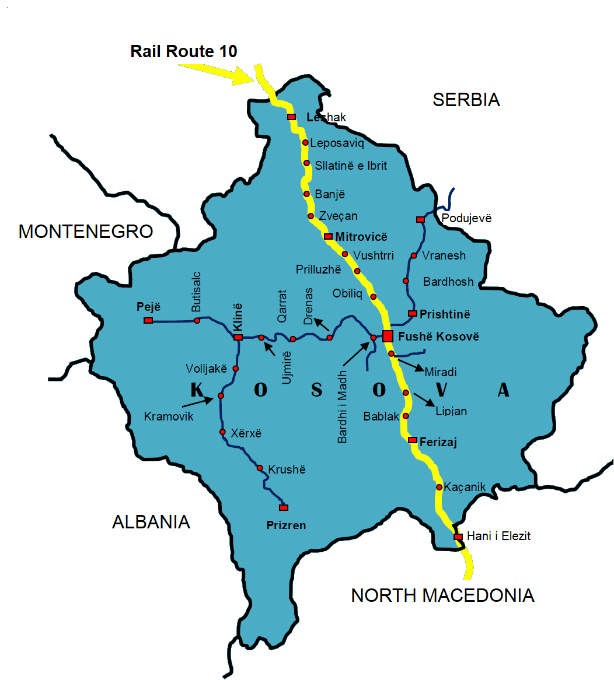 Rail Route 10
SERBIA
Leshak
Leposaviq
Sllatinë e Ibrit
Banjë
Zveçan
Podujevë
MONTENEGRO
Mitrovicë
Vushtrri
Vranesh
Prilluzhë
Bardhosh
Obiliq
Pejë
Butisalc
Klinë
Qarrat
Drenas
Prishtinë
Fushë Kosovë
Ujmirë
Bardhi i Madh
Miradi
Volljakë
K O S O V A
Kramovik
Lipjan
Bablak
Xërxë
Ferizaj
Krushë
Kaçanik
Prizren
ALBANIA
Hani i Elezit
NORTH MACEDONIA